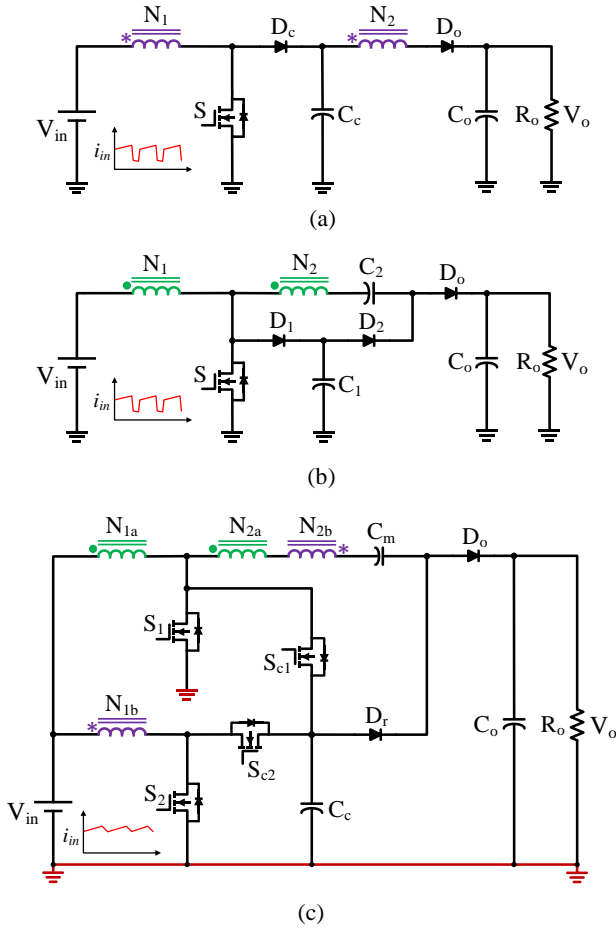 N1 Dc N2 Do
* *
Vin iin S Cc Co Ro Vo
(a)
N1 N2 C2 Do
D1 D2
Vin iin S C1 Co Ro Vo
(b)
N1a N2a N2b Cm Do
*
S1 Sc1
N1b Dr Co Ro Vo
*
Sc2
Vin iin S2 Cc
(c)